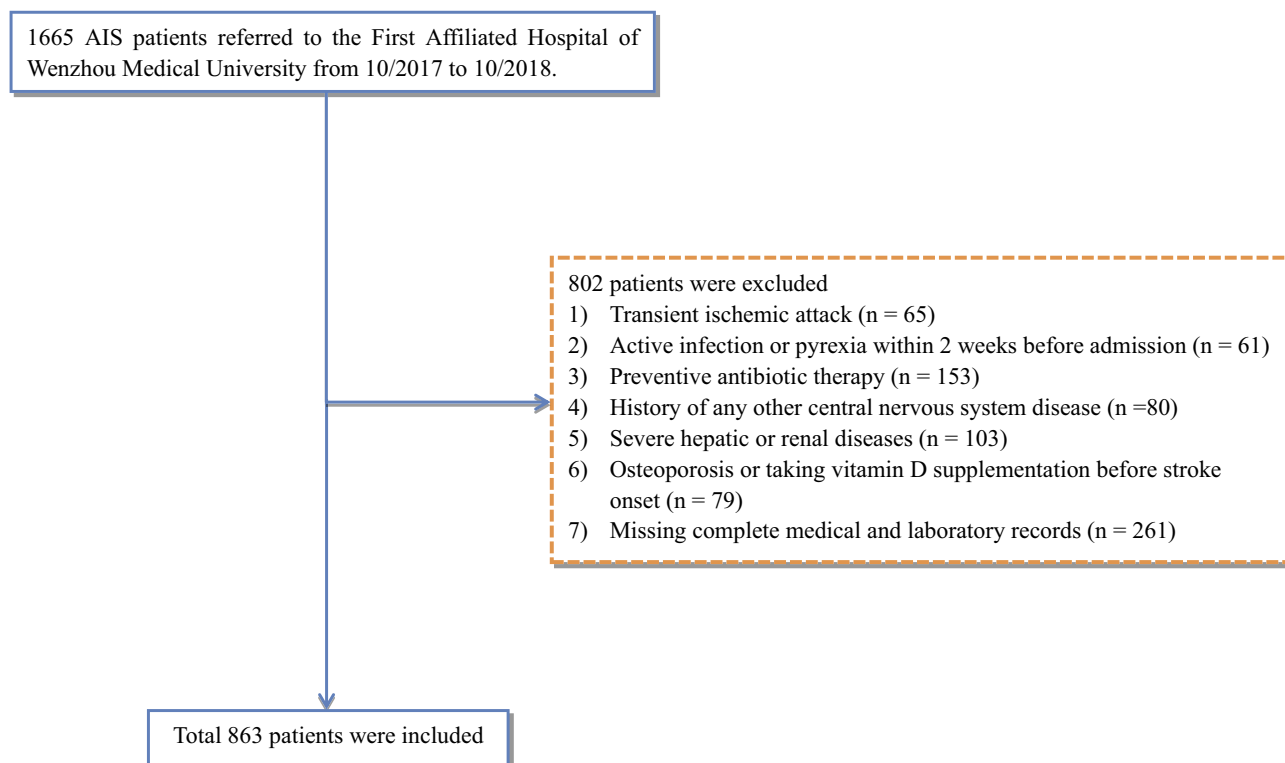 1665 AIS patients referred to the First Affiliated Hospital of
Wenzhou Medical University from 10/2017 to 10/2018.
802 patients were excluded
1) Transient ischemic attack (n = 65)
2) Active infection or pyrexia within 2 weeks before admission (n = 61)
3) Preventive antibiotic therapy (n = 153)
4) History of any other central nervous system disease (n =80)
5) Severe hepatic or renal diseases (n = 103)
6) Osteoporosis or taking vitamin D supplementation before stroke
onset (n = 79)
7) Missing complete medical and laboratory records (n = 261)
Total 863 patients were included